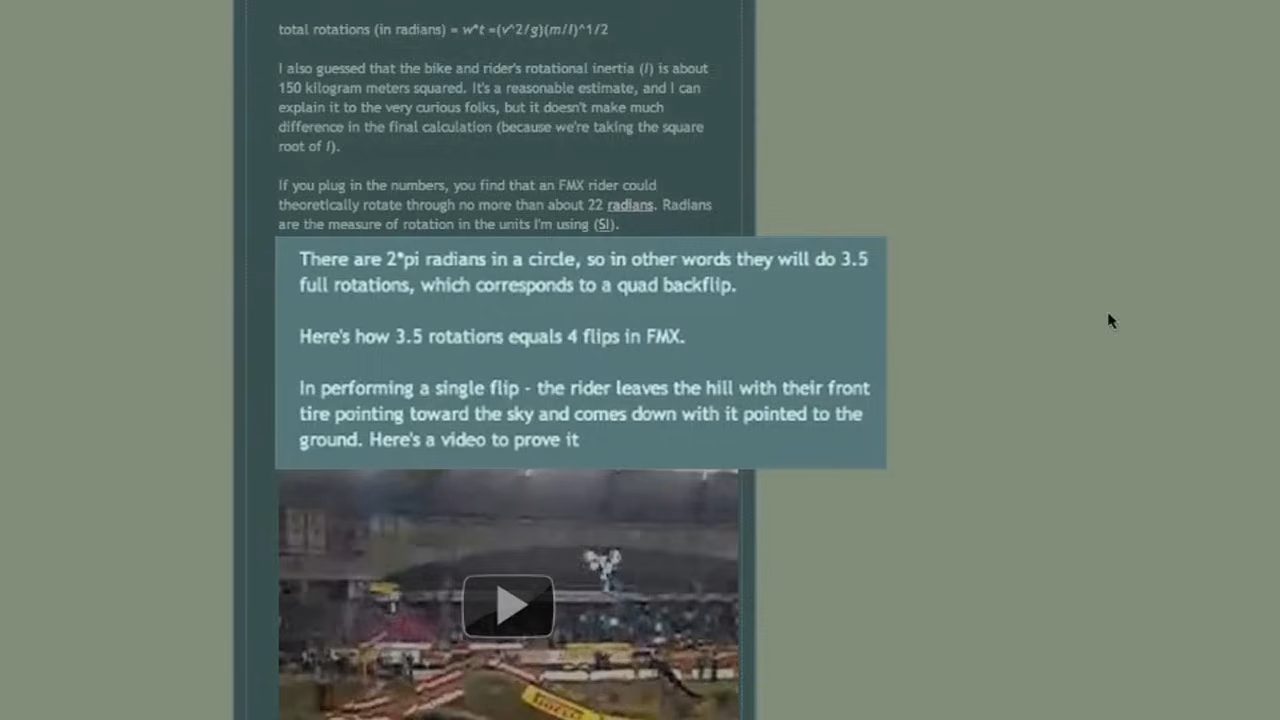 total rotations (in radians) = w*t =(v^2/g)(m/I)^1/2
I also guessed that the bike and rider's rotational inertia (I) is about
150 kilogram meters squared. It's a reasonable estimate, and I can
explain it to the very curious folks, but it doesn't make much
difference in the final calculation (because we're taking the square
root of I).
If you plug in the numbers, you find that an FMX rider could
theoretically rotate through no more than about 22 radians. Radians
are the measure of rotation in the units I'm using (SI).
There are 2*pi radians in a circle, so in other words they will do 3.5
full rotations, which corresponds to a quad backflip.
Here's how 3.5 rotations equals 4 flips in FMX.
In performing a single flip - the rider leaves the hill with their front
tire pointing toward the sky and comes down with it pointed to the
ground. Here's a video to prove it